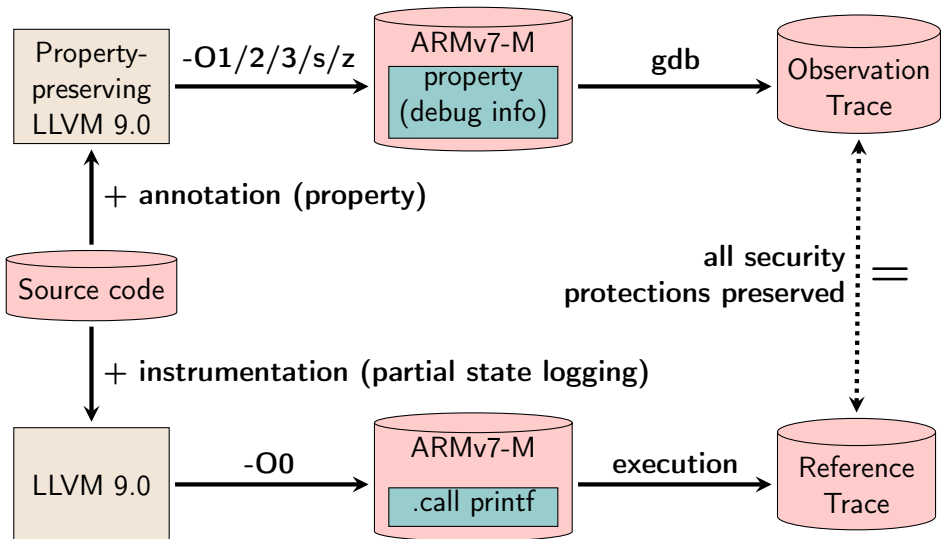 Property-
preserving
LLVM 9.0
-O1/2/3/s/z
ARMv7-M
property
(debug info)
gdb
Observation
Trace
+ annotation (property)
Source code
all security
protections preserved
=
+ instrumentation (partial state logging)
LLVM 9.0
-O0
ARMv7-M
.call printf
execution
Reference
Trace